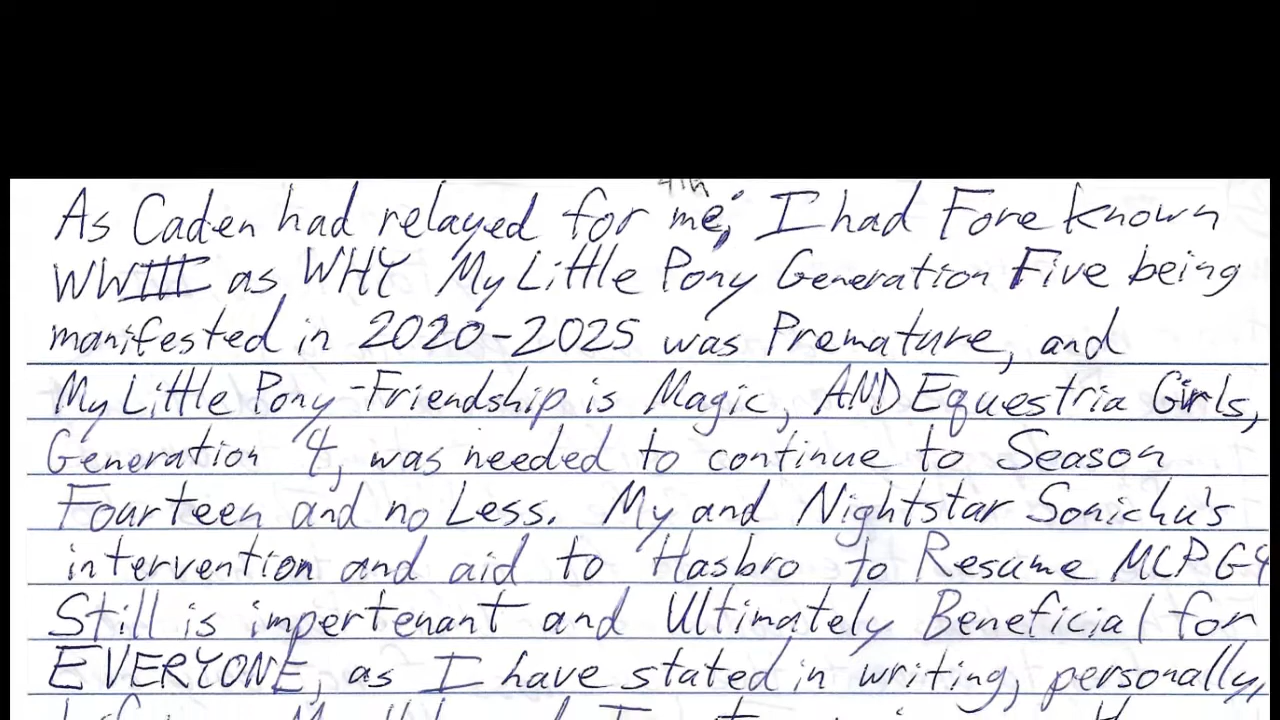 As Caden had relayed for me; I had Fore known
WWIII as WHY My Little Pony Generation Five being
manifested in 2020-2025 was Premature, and
My Little Pony -Friendship is Magic, AND Equestria Girls,
Generation 4, was needed to continue to Season
Fourteen and no Less. My and Nightstar Sonichu's
intervention and aid to Hasbro to Resume MLP G4
Still is impertenant and Ultimately Beneficial for
EVERYONE, as I have stated in writing, personally,